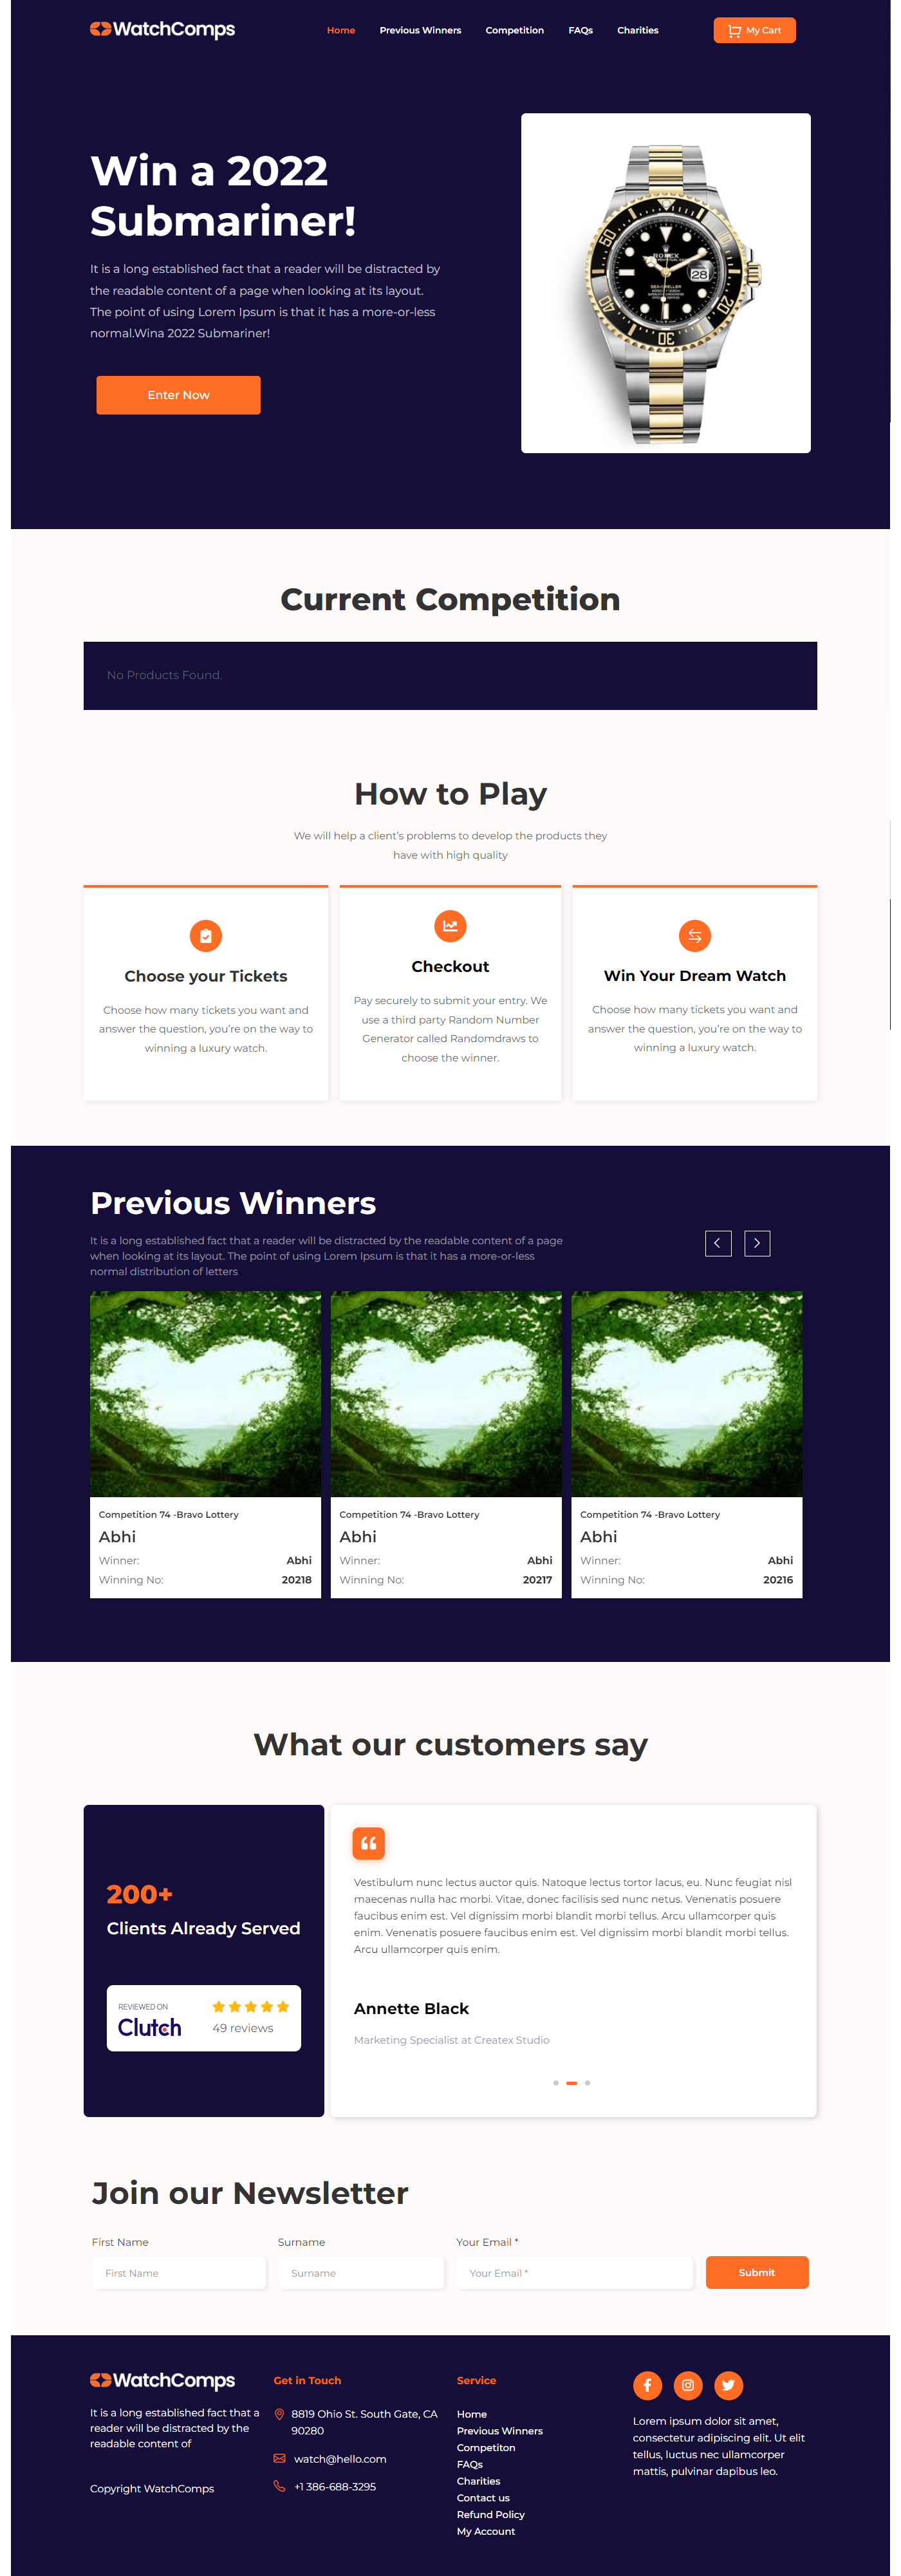 WatchComps
Home
Previous Winners
Competition
FAQs
Charities
My Cart
Win a 2022
Submariner!
It is a long established fact that a reader will be distracted by
the readable content of a page when looking at its layout.
The point of using Lorem Ipsum is that it has a more-or-less
normal.Wina 2022 Submariner!
Enter Now
ROLEX
28
SEA-DWELLER
50
20
30
Current Competition
No Products Found.
How to Play
We will help a client's problems to develop the products they
have with high quality
Choose your Tickets
Choose how many tickets you want and
answer the question, you're on the way to
winning a luxury watch.
Checkout
Pay securely to submit your entry. We
use a third party Random Number
Generator called Randomdraws to
choose the winner.
Win Your Dream Watch
Choose how many tickets you want and
answer the question, you're on the way to
winning a luxury watch.
Previous Winners
It is a long established fact that a reader will be distracted by the readable content of a page
when looking at its layout. The point of using Lorem Ipsum is that it has a more-or-less
normal distribution of letters
Competition 74 -Bravo Lottery
Abhi
Winner: Abhi
Winning No: 20218
Competition 74 -Bravo Lottery
Abhi
Winner: Abhi
Winning No: 20217
Competition 74 -Bravo Lottery
Abhi
Winner: Abhi
Winning No: 20216
What our customers say
200+
Clients Already Served
REVIEWED ON
Clutch
49 reviews
Vestibulum nunc lectus auctor quis. Natoque lectus tortor lacus, eu. Nunc feugiat nisl
maecenas nulla hac morbi. Vitae, donec facilisis sed nunc netus. Venenatis posuere
faucibus enim est. Vel dignissim morbi blandit morbi tellus. Arcu ullamcorper quis
enim. Venenatis posuere faucibus enim est. Vel dignissim morbi blandit morbi tellus.
Arcu ullamcorper quis enim.
Annette Black
Marketing Specialist at Createx Studio
Join our Newsletter
First Name
First Name
Surname
Surname
Your Email *
Your Email *
Submit
WatchComps
It is a long established fact that a
reader will be distracted by the
readable content of
Copyright WatchComps
Get in Touch
8819 Ohio St. South Gate, CA
90280
watch@hello.com
+1 386-688-3295
Service
Home
Previous Winners
Competiton
FAQs
Charities
Contact us
Refund Policy
My Account
Lorem ipsum dolor sit amet,
consectetur adipiscing elit. Ut elit
tellus, luctus nec ullamcorper
mattis, pulvinar dapibus leo.